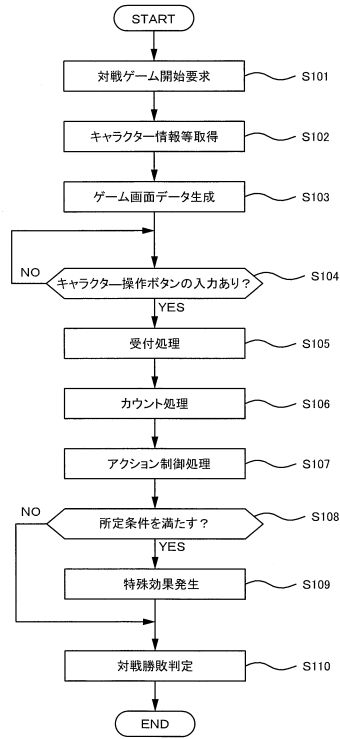 START
対戦ゲーム開始要求
S101
キャラクター情報等取得
S102
ゲーム画面データ生成
S103
NO
キャラクター操作ボタンの入力あり？
S104
YES
受付処理
S105
カウント処理
S106
アクション制御処理
S107
NO
所定条件を満たす？
S108
YES
特殊効果発生
S109
対戦勝敗判定
S110
END